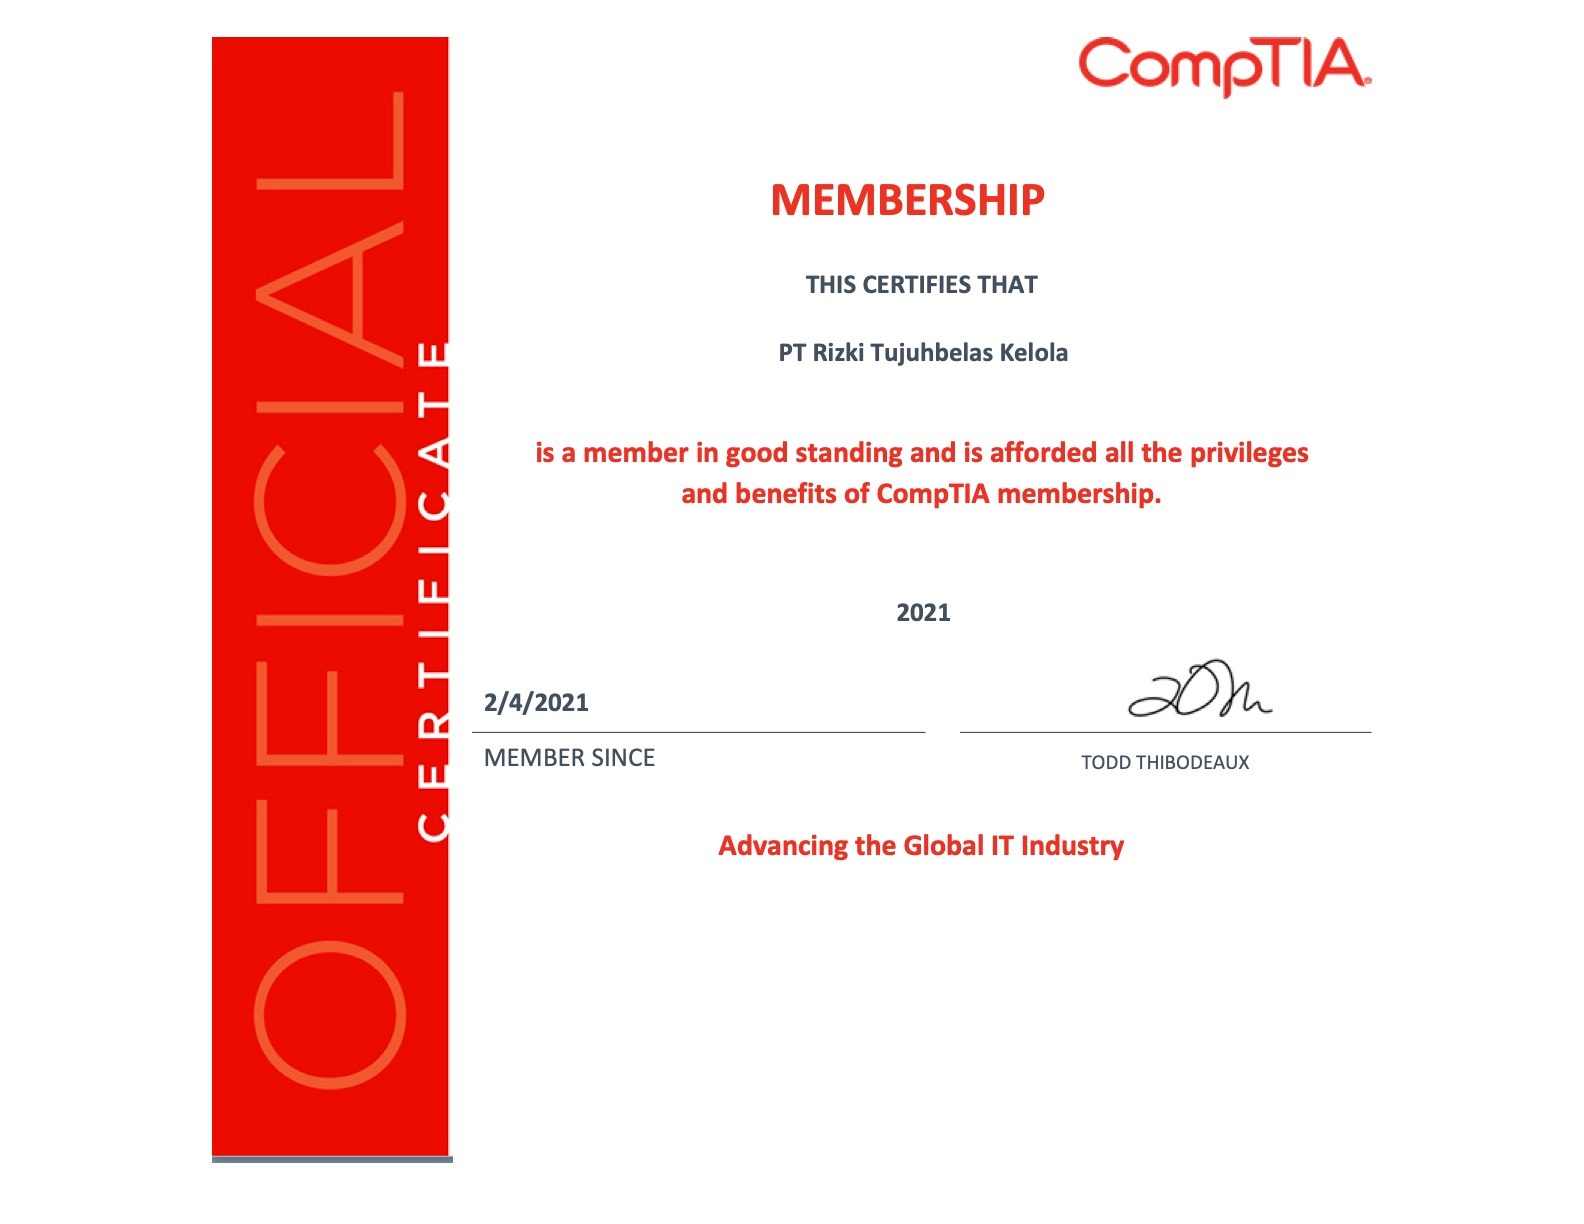 OFFICIAL
CERTIFICATE
CompTIA®
MEMBERSHIP
THIS CERTIFIES THAT
PT Rizki Tujuhbelas Kelola
is a member in good standing and is afforded all the privileges
and benefits of CompTIA membership.
2021
2/4/2021
MEMBER SINCE
TODD THIBODEAUX
Advancing the Global IT Industry